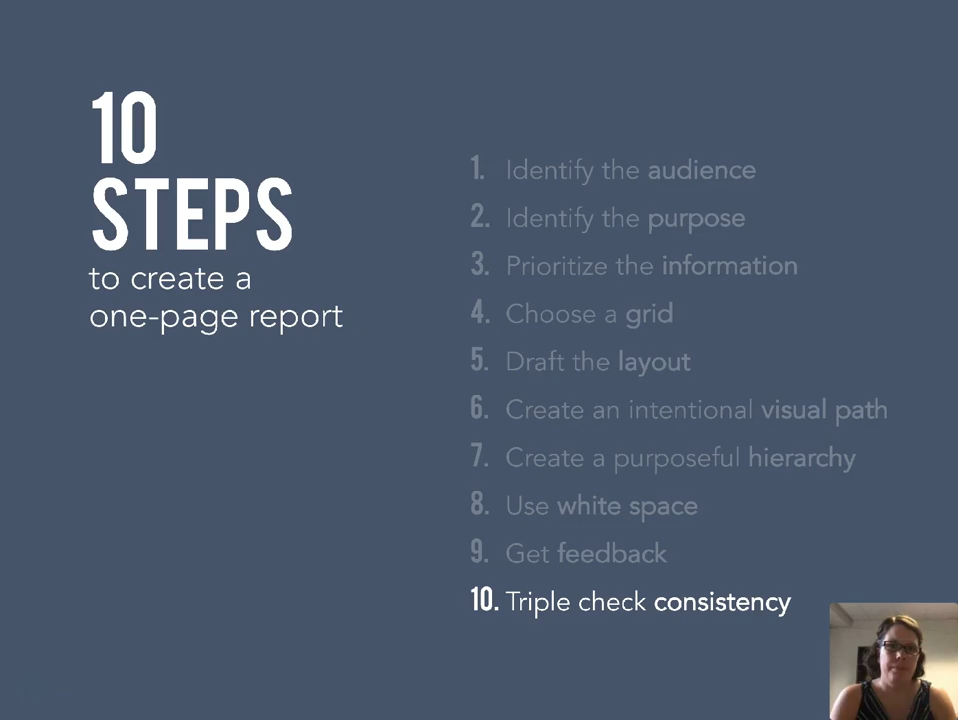 10
STEPS
to create a
one-page report
1. Identify the audience
2. Identify the purpose
3. Prioritize the information
4. Choose a grid
5. Draft the layout
6. Create an intentional visual path
7. Create a purposeful hierarchy
8. Use white space
9. Get feedback
10. Triple check consistency